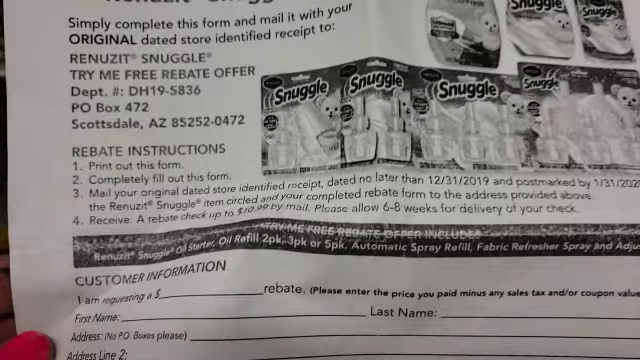 Simply complete this form and mail it with your
ORIGINAL dated store identified receipt to:
RENUZIT® SNUGGLE®
TRY ME FREE REBATE OFFER
Dept. #: DH19-5836
PO Box 472
Scottsdale, AZ 85252-0472
Snuggle
Snuggle
Snuggle
Snuggle
Snuggle
Snuggle
REBATE INSTRUCTIONS
1. Print out this form.
2. Completely fill out this form.
3. Mail your original dated store identified receipt, dated no later than 12/31/2019 and postmarked by 1/31/202
the Renuzit® Snuggle® item circled and your completed rebate form to the address provided above.
4. Receive: A rebate check up to $10.99 by mail. Please allow 6-8 weeks for delivery of your check.
TRY ME FREE REBATE OFFER INCLUDES
Renuzit® Snuggle® Oil Starter, Oil Refill 2pk, 3pk or 5pk, Automatic Spray Refill, Fabric Refresher Spray and Adju
CUSTOMER INFORMATION
I am requesting a $ rebate. (Please enter the price you paid minus any sales tax and/or coupon value
First Name: Last Name:
Address: (No P.O. Boxes please)
Address Line 2: